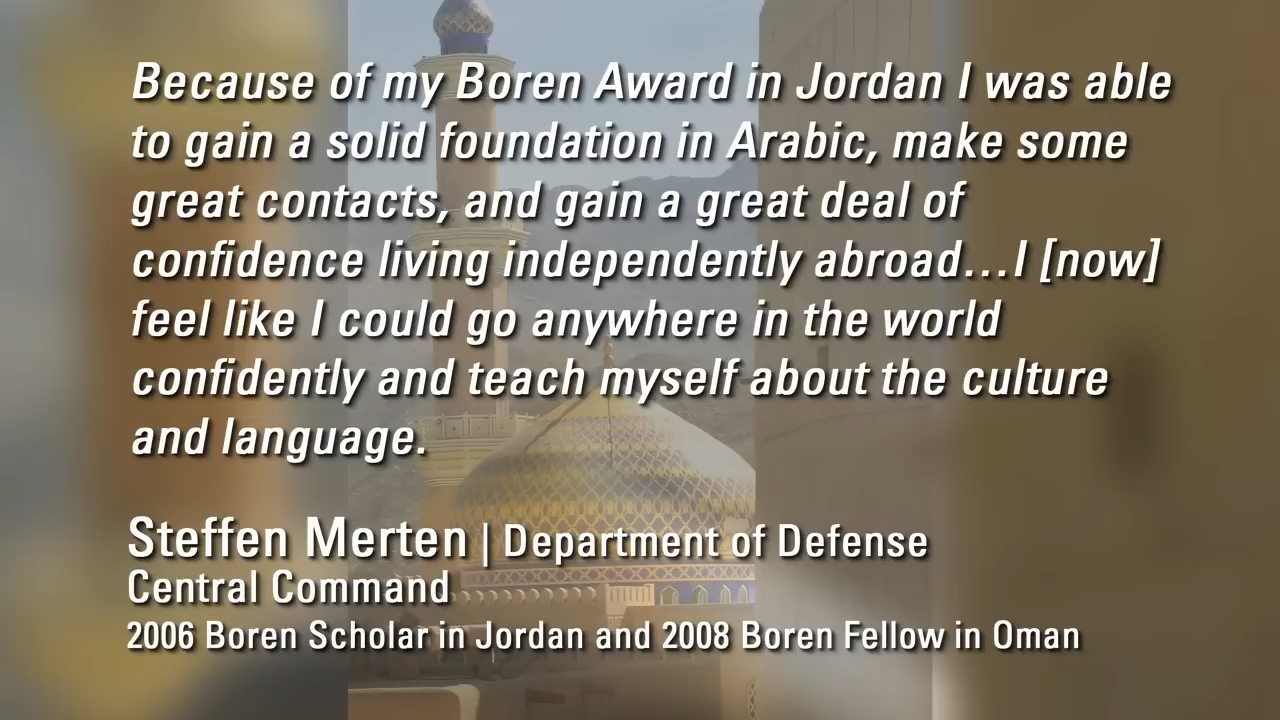 Because of my Boren Award in Jordan I was able
to gain a solid foundation in Arabic, make some
great contacts, and gain a great deal of
confidence living independently abroad…I [now]
feel like I could go anywhere in the world
confidently and teach myself about the culture
and language.
Steffen Merten | Department of Defense
Central Command
2006 Boren Scholar in Jordan and 2008 Boren Fellow in Oman